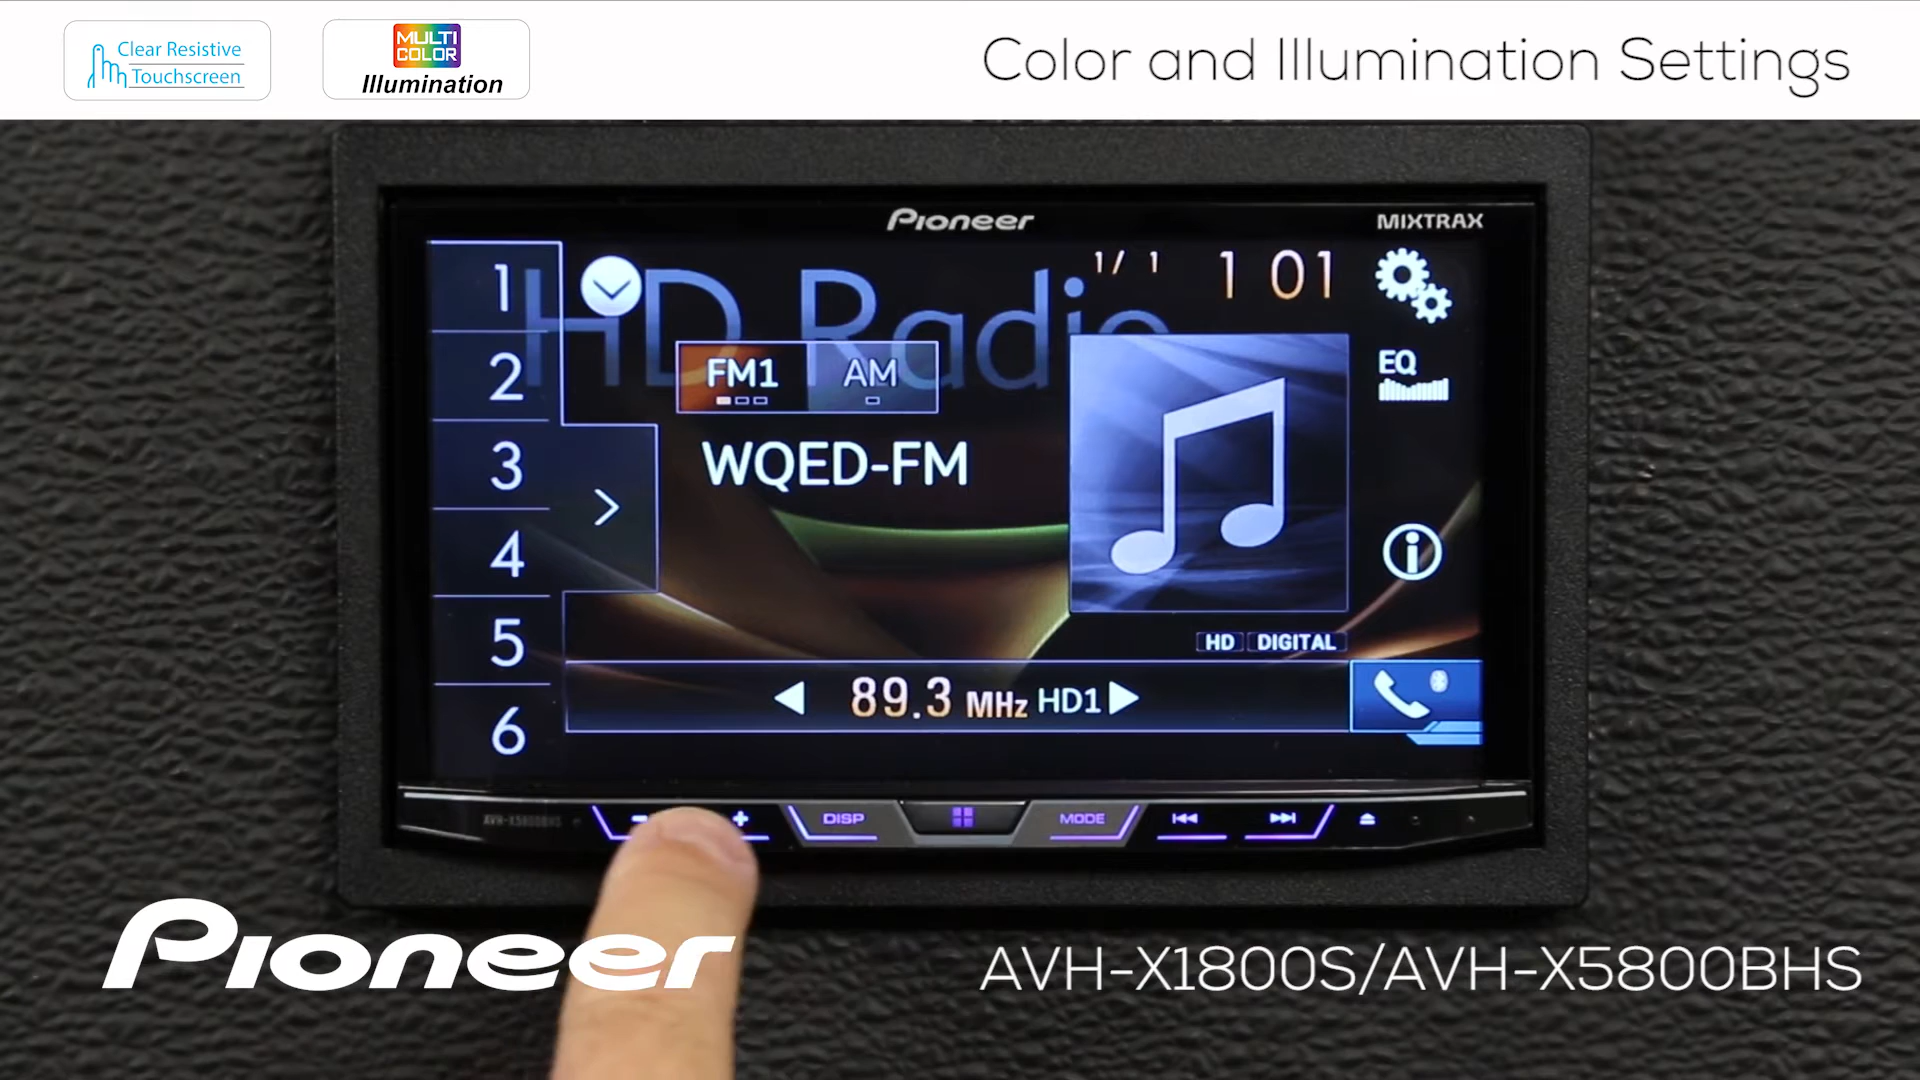 Clear Resistive
Touchscreen
MULTI
COLOR
Illumination
Color and Illumination Settings
Pioneer
MIXTRAX
HD Radio
1/ 1
1 01
1
2
3
4
5
6
FM1
AM
EQ
WQED-FM
HD DIGITAL
89.3 MHz HD1
AVH-X5800BHS
DISP
MODE
Pioneer
AVH-X1800S/AVH-X5800BHS